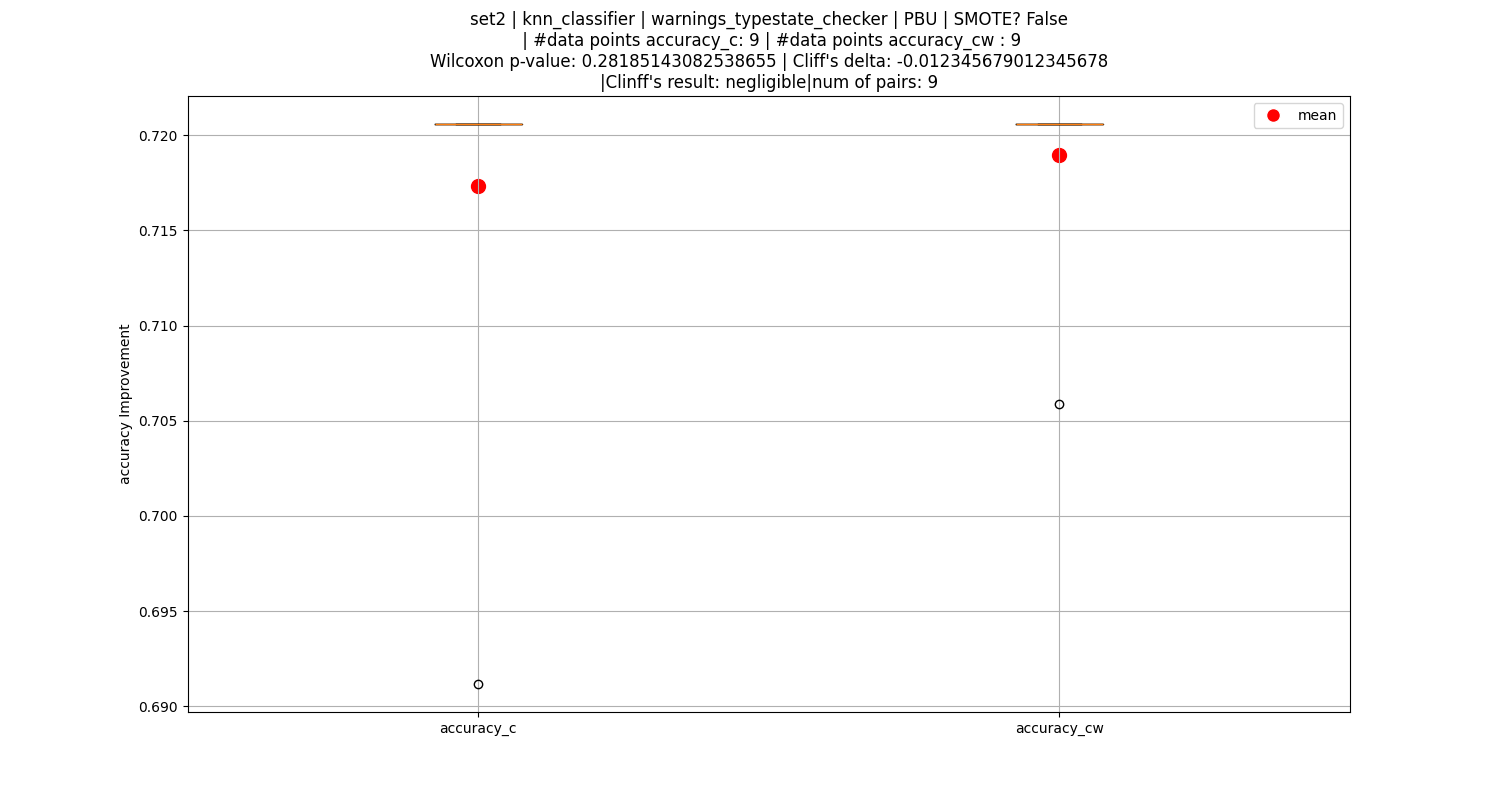 set2 | knn_classifier | warnings_typestate_checker | PBU | SMOTE? False
| #data points accuracy_c: 9 | #data points accuracy_cw : 9
Wilcoxon p-value: 0.28185143082538655 | Cliff's delta: -0.012345679012345678
|Clinff's result: negligible|num of pairs: 9
mean
0.720
0.715
0.710
0.705
0.700
0.695
0.690
accuracy Improvement
accuracy_c
accuracy_cw